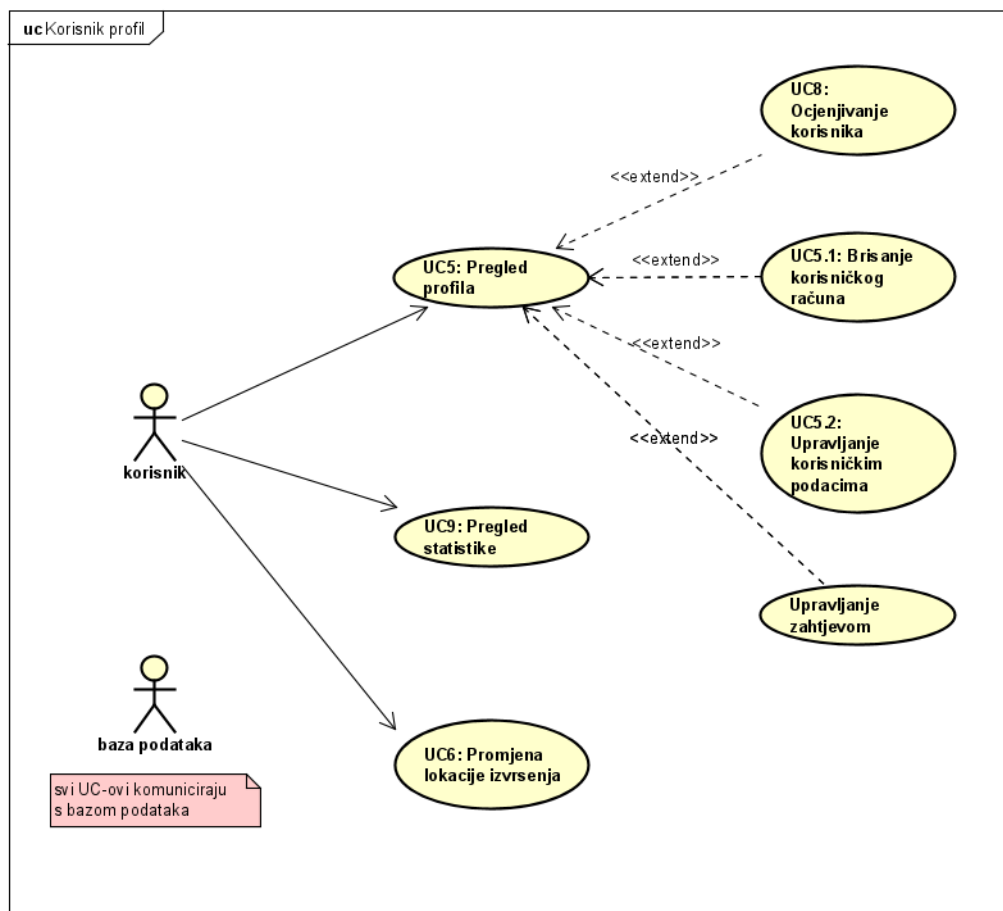 uc Korisnik profil
UC8:
Ocjenjivanje
korisnika
<<extend>>
UC5: Pregled
profila
<<extend>>
UC5.1: Brisanje
korisničkog
računa
<<extend>>
UC5.2:
Upravljanje
korisničkim
podacima
<<extend>>
korisnik
UC9: Pregled
statistike
Upravljanje
zahtjevom
baza podataka
UC6: Promjena
lokacije izvrsenja
svi UC-ovi komuniciraju
s bazom podataka